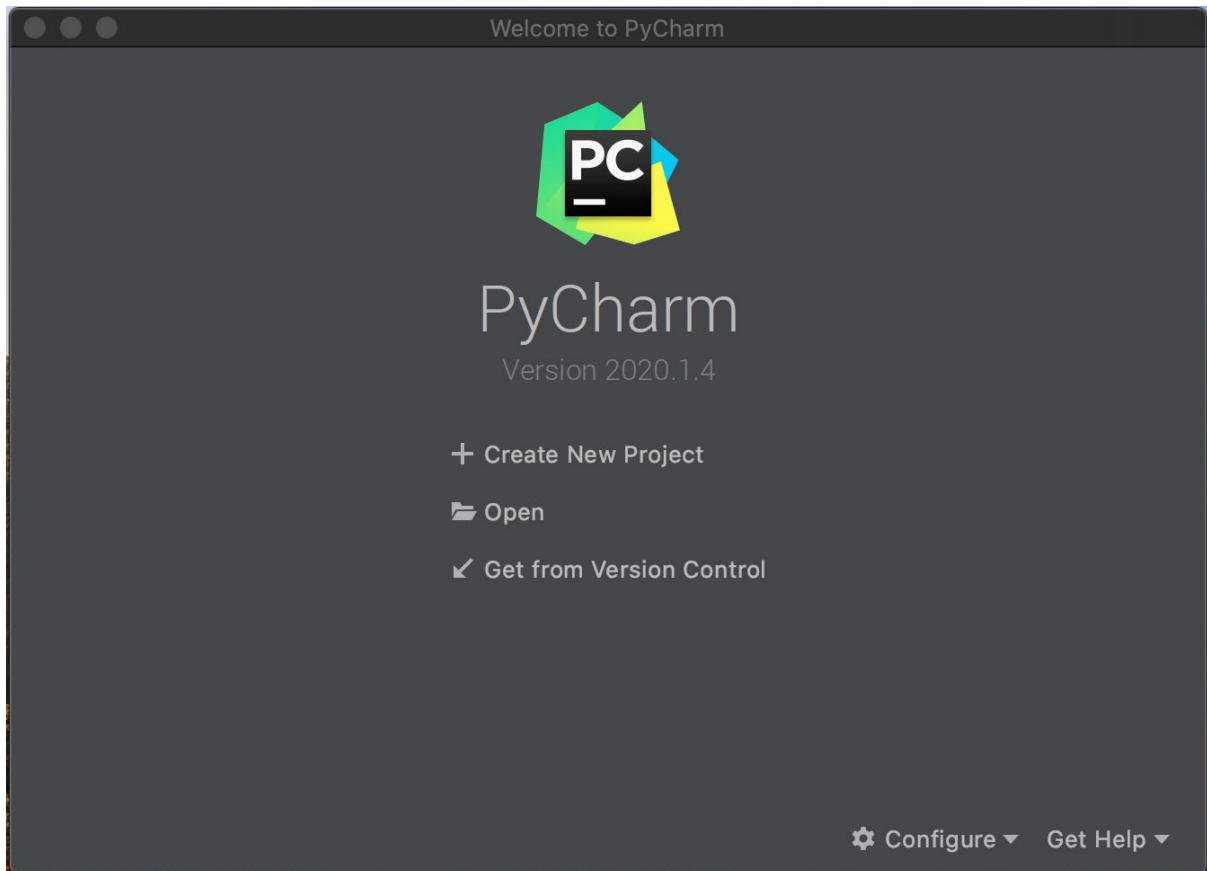 Welcome to PyCharm
PC
PyCharm
Version 2020.1.4
Create New Project
Open
Get from Version Control
Configure Get Help